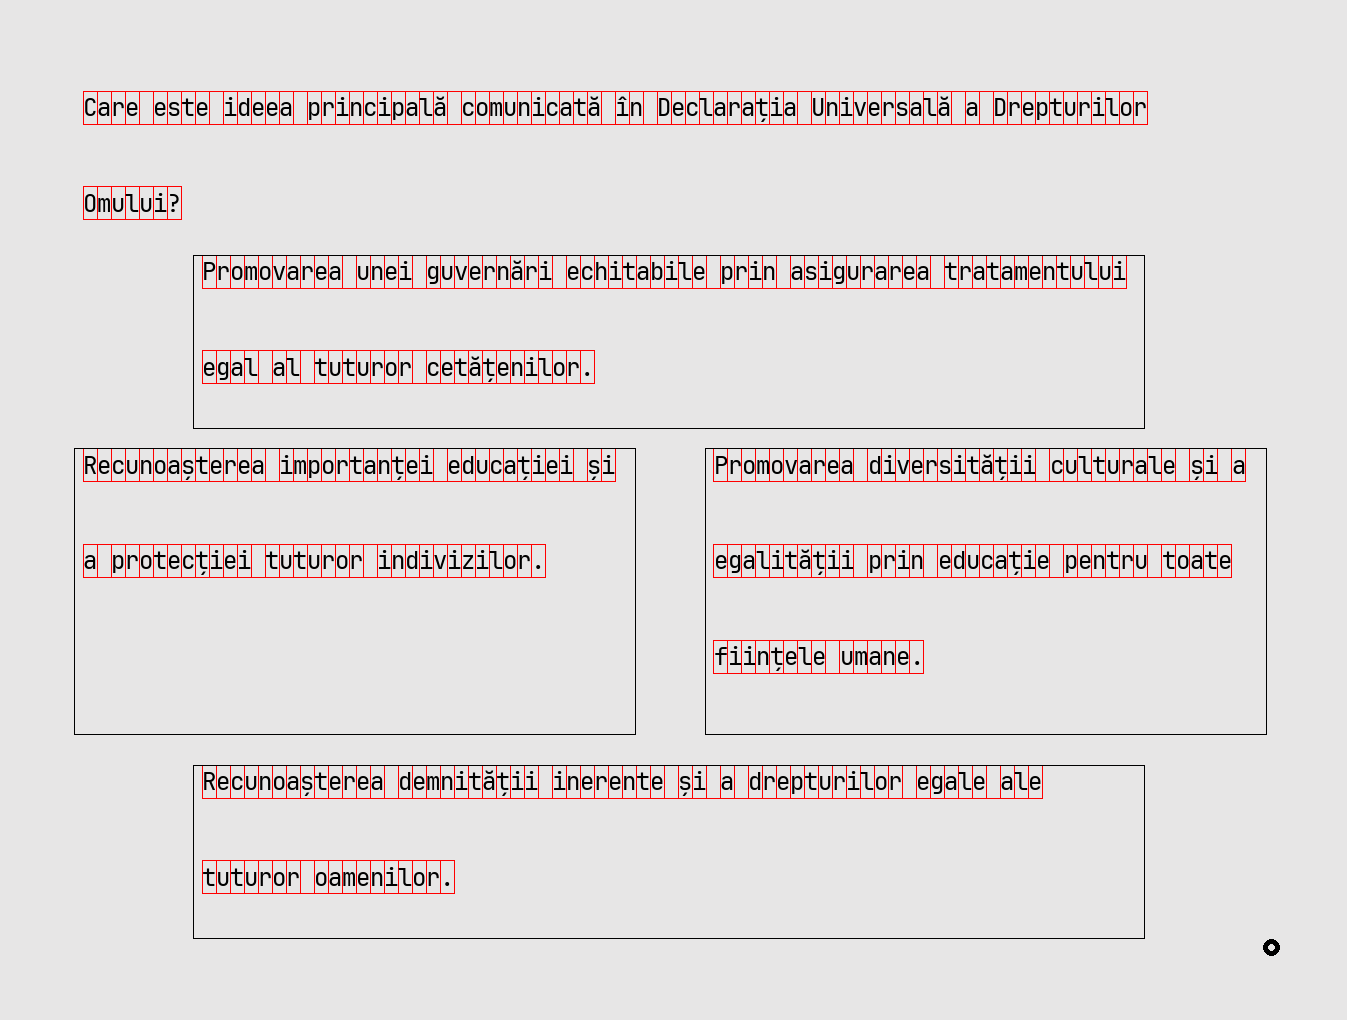 Care este ideea principală comunicată în Declarația Universală a Drepturilor
Omului?
Promovarea unei guvernări echitabile prin asigurarea tratamentului
egal al tuturor cetățenilor.
Recunoașterea importanței educației și
a protecției tuturor indivizilor.
Promovarea diversității culturale și a
egalității prin educație pentru toate
ființele umane.
Recunoașterea demnității inerente și a drepturilor egale ale
tuturor oamenilor.